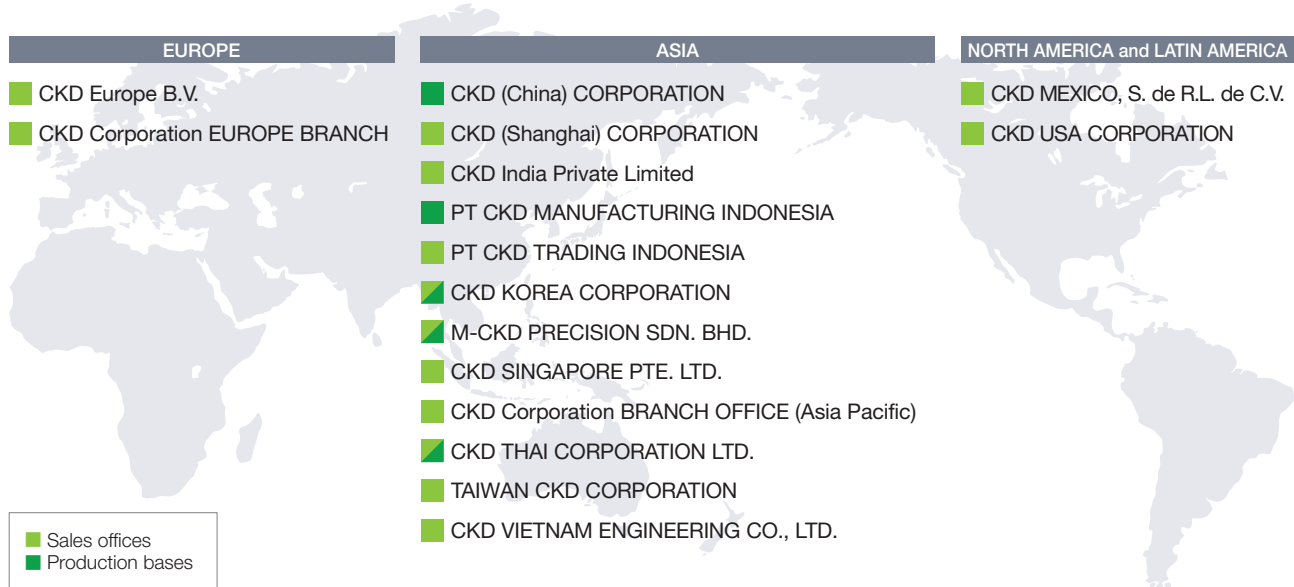 EUROPE
CKD Europe B.V.
CKD Corporation EUROPE BRANCH
ASIA
CKD (China) CORPORATION
CKD (Shanghai) CORPORATION
CKD India Private Limited
PT CKD MANUFACTURING INDONESIA
PT CKD TRADING INDONESIA
CKD KOREA CORPORATION
M-CKD PRECISION SDN. BHD.
CKD SINGAPORE PTE. LTD.
CKD Corporation BRANCH OFFICE (Asia Pacific)
CKD THAI CORPORATION LTD.
TAIWAN CKD CORPORATION
CKD VIETNAM ENGINEERING CO., LTD.
NORTH AMERICA and LATIN AMERICA
CKD MEXICO, S. de R.L. de C.V.
CKD USA CORPORATION
Sales offices
Production bases